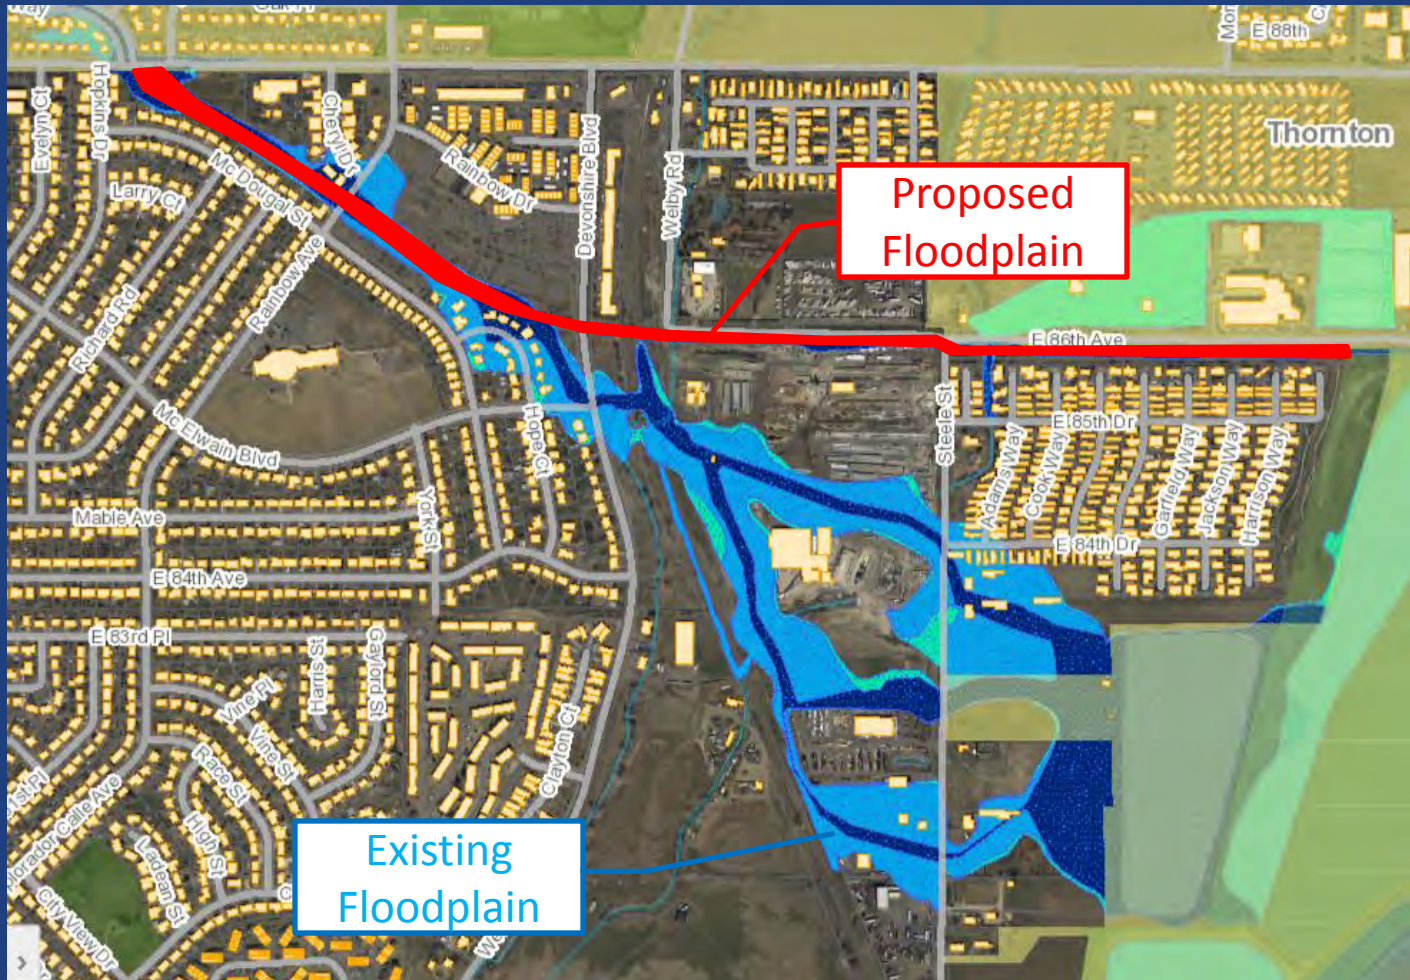 Way
Oak Pl
E 88th
Thornton
Evelyn Ct
Hopkins Dr
Cheryl Dr
Mc Dougal St
Larry Ct
Rainbow Dr
Devonshire Blvd
Welby Rd
Proposed
Floodplain
Richard Rd
Rainbow Ave
E 86th Ave
Mc Elwain Blvd
Hope Ct
York St
Steele St
E 85th Dr
Adams Way
Cook Way
Garfield Way
Jackson Way
Harrison Way
E 84th Dr
Mable Ave
E 84th Ave
E 83rd Pl
Harris St
Gaylord St
Vine Pl
Vine St
Race St
High St
Clayton Ct
Ladean St
City View Dr
Existing
Floodplain